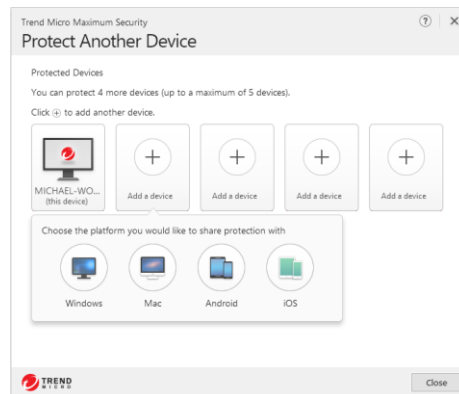 Trend Micro Maximum Security
Protect Another Device
Protected Devices
You can protect 4 more devices (up to a maximum of 5 devices).
Click ⊕ to add another device.
MICHAEL-WO...
(this device)
Add a device
Add a device
Add a device
Add a device
Choose the platform you would like to share protection with
Windows
Mac
Android
iOS
TREND
MICRO
Close